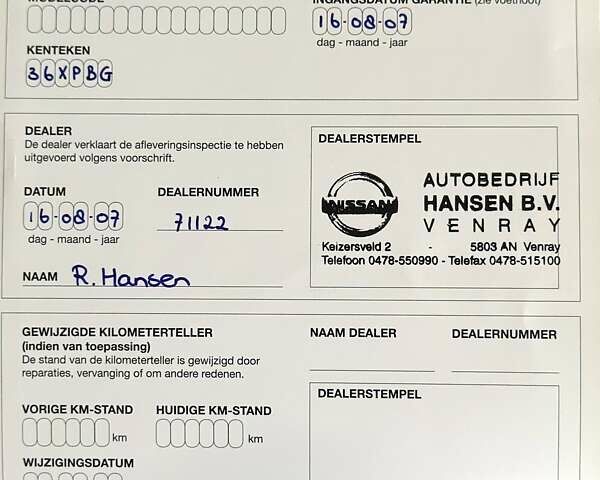 MODELCODE
INGANGSDATUM GARANTIE (zie voetnoot)
16-08-07
dag - maand - jaar
KENTEKEN
36XPBG
DEALER
De dealer verklaart de afleveringsinspectie te hebben
uitgevoerd volgens voorschrift.
DATUM
DEALERNUMMER
16-08-07
71122
dag - maand - jaar
NAAM R. Hansen
DEALERSTEMPEL
NISSAN
AUTOBEDRIJF
HANSEN B.V.
VENRAY
Keizersveld 2 - 5803 AN Venray
Telefoon 0478-550990 - Telefax 0478-515100
GEWIJZIGDE KILOMETERTELLER
(indien van toepassing)
De stand van de kilometerteller is gewijzigd door
reparaties, vervanging of om andere redenen.
NAAM DEALER
DEALERNUMMER
DEALERSTEMPEL
VORIGE KM-STAND
HUIDIGE KM-STAND
km
km
WIJZIGINGSDATUM